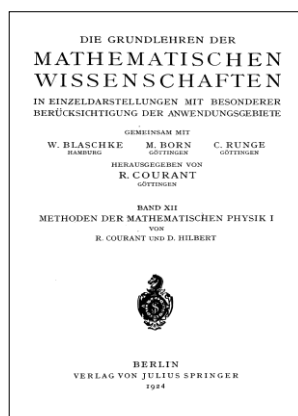 DIE GRUNDLEHREN DER
MATHEMATISCHEN
WISSENSCHAFTEN
IN EINZELDARSTELLUNGEN MIT BESONDERER
BERÜCKSICHTIGUNG DER ANWENDUNGSGEBIETE
GEMEINSAM MIT
W. BLASCHKE M. BORN C. RUNGE
HAMBURG GÖTTINGEN GÖTTINGEN
HERAUSGEGEBEN VON
R. COURANT
GÖTTINGEN
BAND XII
METHODEN DER MATHEMATISCHEN PHYSIK I
VON
R. COURANT UND D. HILBERT
BERLIN
VERLAG VON JULIUS SPRINGER
1924